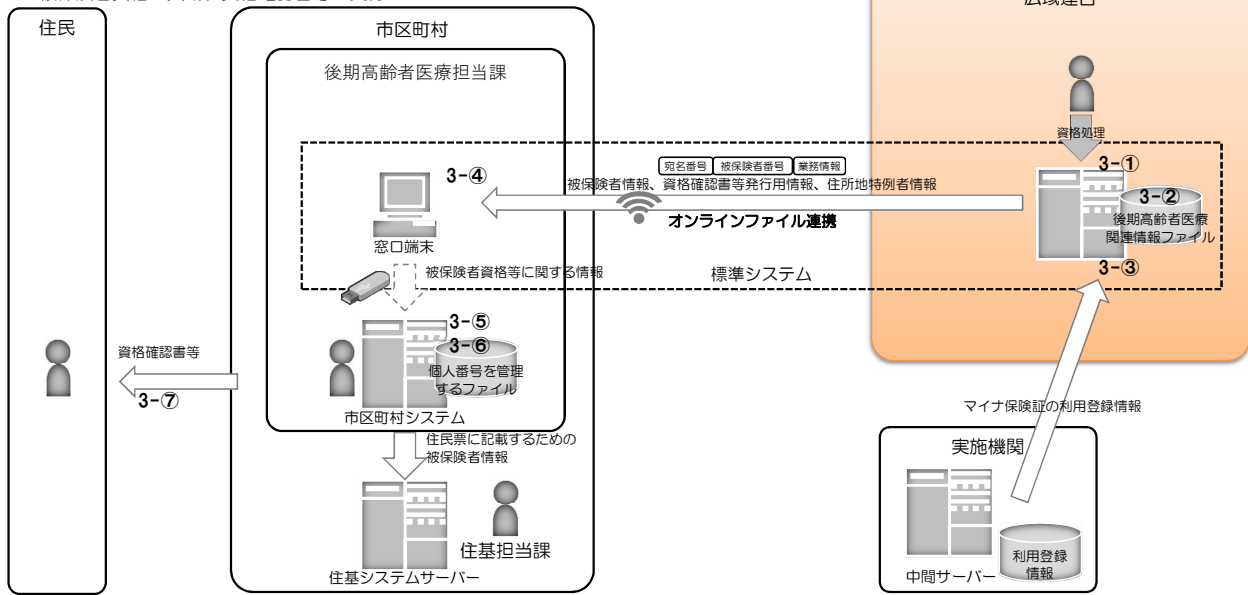 住民
市区町村
後期高齢者医療担当課
広域連合
資格処理
3-①
3-②
後期高齢者医療
関連情報ファイル
3-③
宛名番号 被保険者番号 業務情報
被保険者情報、資格確認書等発行用情報、住所地特例者情報
オンラインファイル連携
3-④
窓口端末
被保険者資格等に関する情報
標準システム
3-⑤
3-⑥
個人番号を管理
するファイル
市区町村システム
資格確認書等
3-⑦
住民票に記載するための
被保険者情報
住基担当課
住基システムサーバー
マイナ保険証の利用登録情報
実施機関
中間サーバー
利用登録
情報